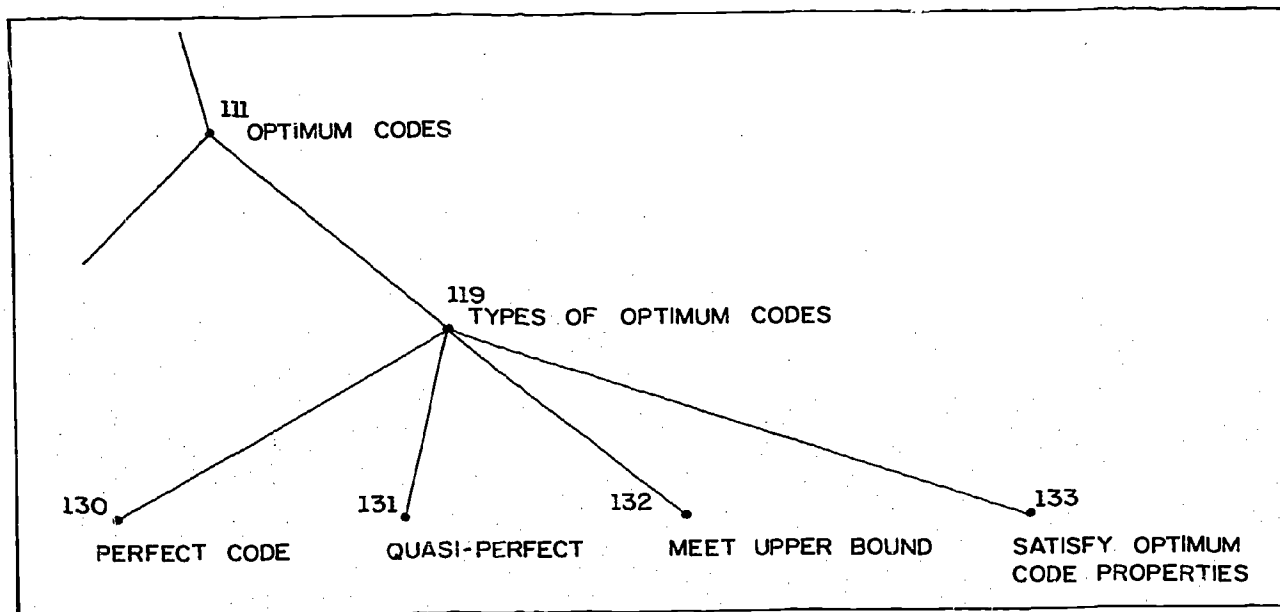 111
OPTIMUM CODES
119
TYPES OF OPTIMUM CODES
130
PERFECT CODE
131
QUASI-PERFECT
132
MEET UPPER BOUND
133
SATISFY OPTIMUM
CODE PROPERTIES